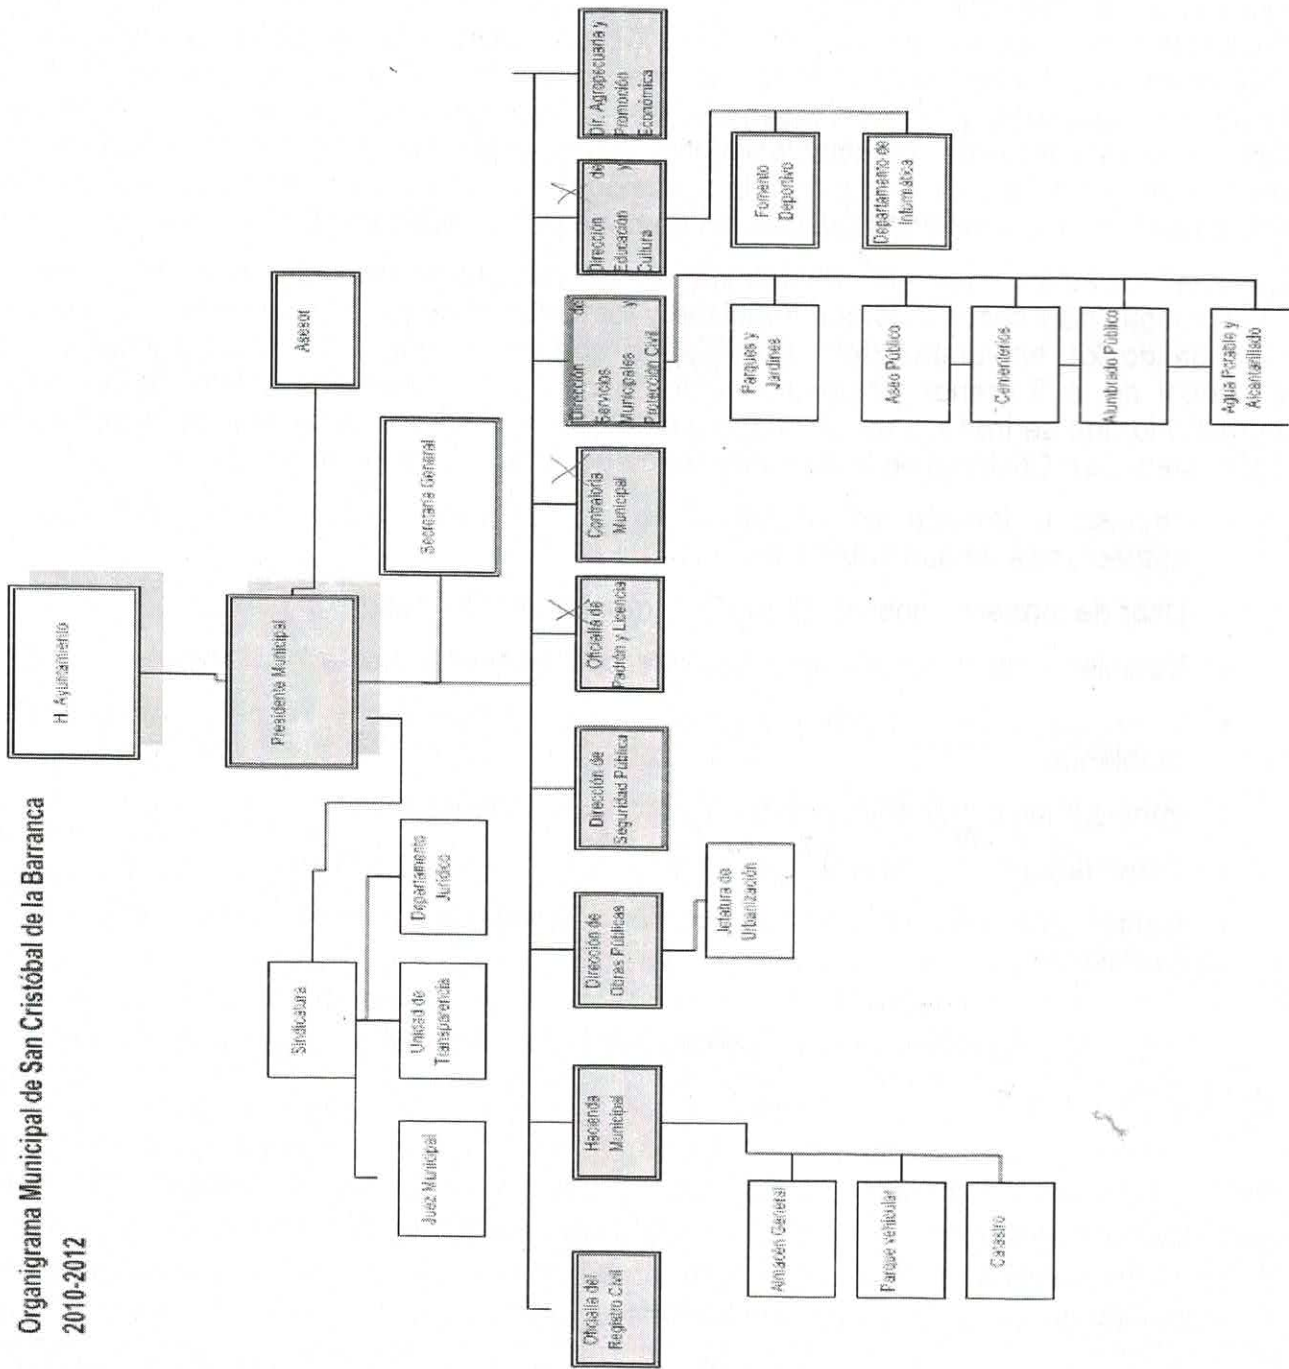 Organigrama Municipal de San Cristóbal de la Barranca
2010-2012
H. Ayuntamiento
Presidente Municipal
Asesor
Secretaria General
Sindicatura
Juez Municipal
Unidad de
Transparencia
Departamento
Jurídico
Oficialía del
Registro Civil
Hacienda
Municipal
Dirección de
Obras Públicas
Dirección de
Seguridad Pública
Oficialía de
Padrón y Licencia
Contraloría
Municipal
Dirección de
Servicios
Municipales y
Protección Civil
Dirección de
Educación y
Cultura
Dir. Agropecuaria y
Promoción
Económica
Almacén General
Parque vehicular
Catastro
Jefatura de
Urbanización
Parques y
Jardines
Aseo Público
Cementerios
Alumbrado Público
Agua Potable y
Alcantarillado
Fomento
Deportivo
Departamento de
Informática